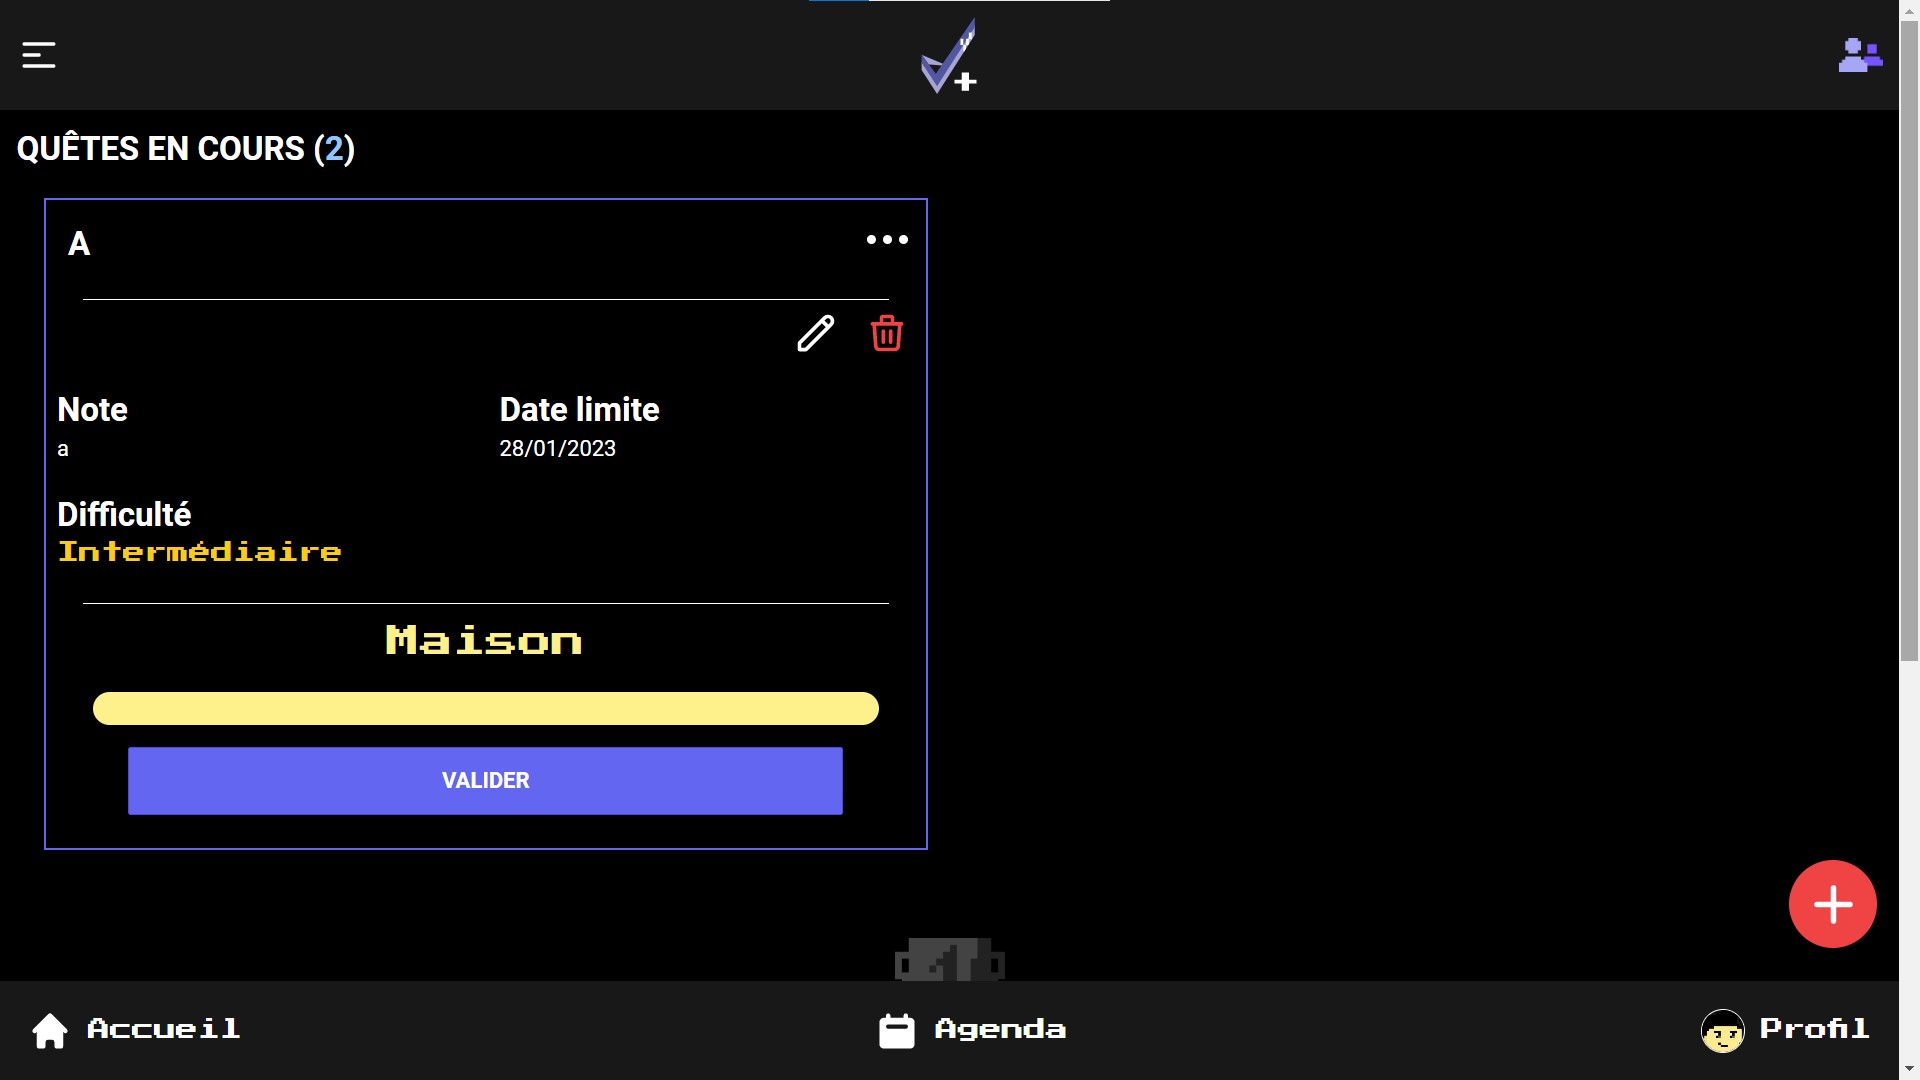 QUÊTES EN COURS (2)
A
Note
a
Date limite
28/01/2023
Difficulté
Intermédiaire
Maison
VALIDER
Accueil
Agenda
Profil